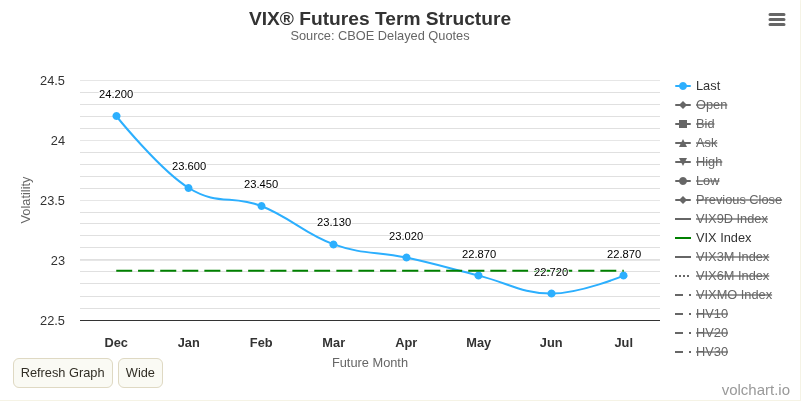 VIX® Futures Term Structure
Source: CBOE Delayed Quotes
24.5
24
23.5
23
22.5
Volatility
24.200
23.600
23.450
23.130
23.020
22.870
22.720
22.870
Dec Jan Feb Mar Apr May Jun Jul
Future Month
Last
Open
Bid
Ask
High
Low
Previous Close
VIX9D Index
VIX Index
VIX3M Index
VIX6M Index
VIXMO Index
HV10
HV20
HV30
Refresh Graph Wide
volchart.io